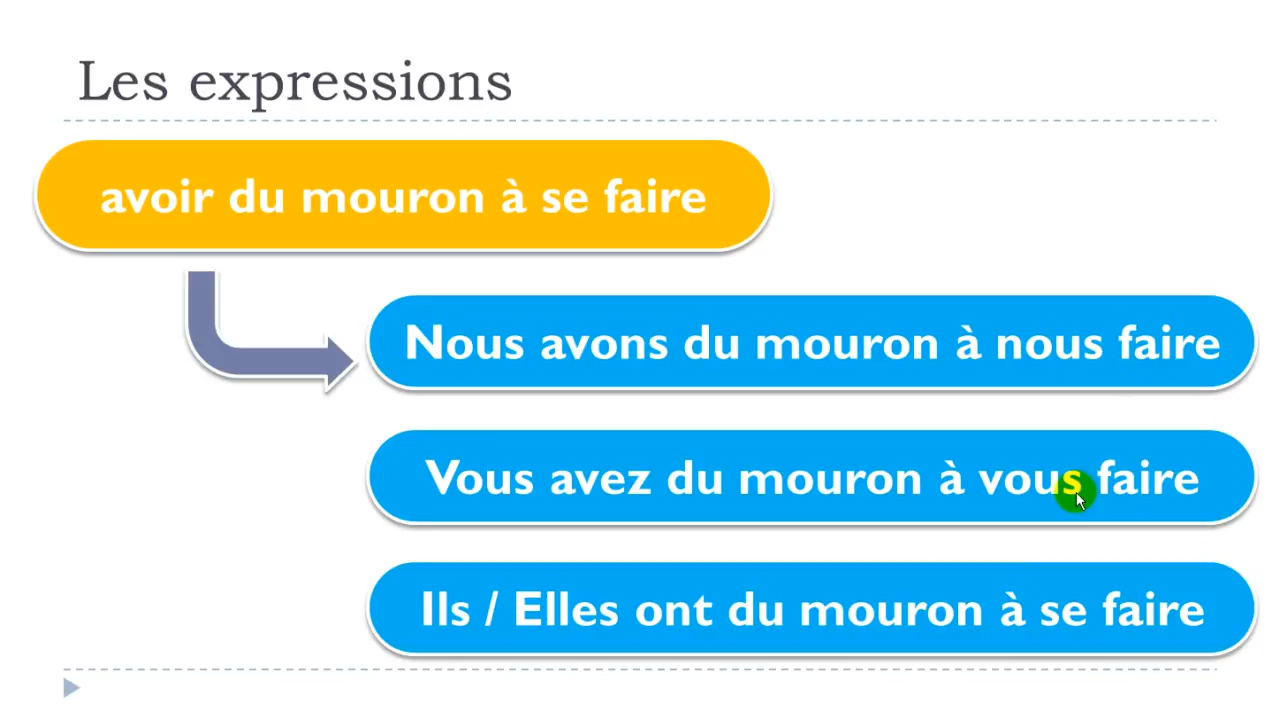 Les expressions
avoir du mouron à se faire
Nous avons du mouron à nous faire
Vous avez du mouron à vous faire
Ils / Elles ont du mouron à se faire